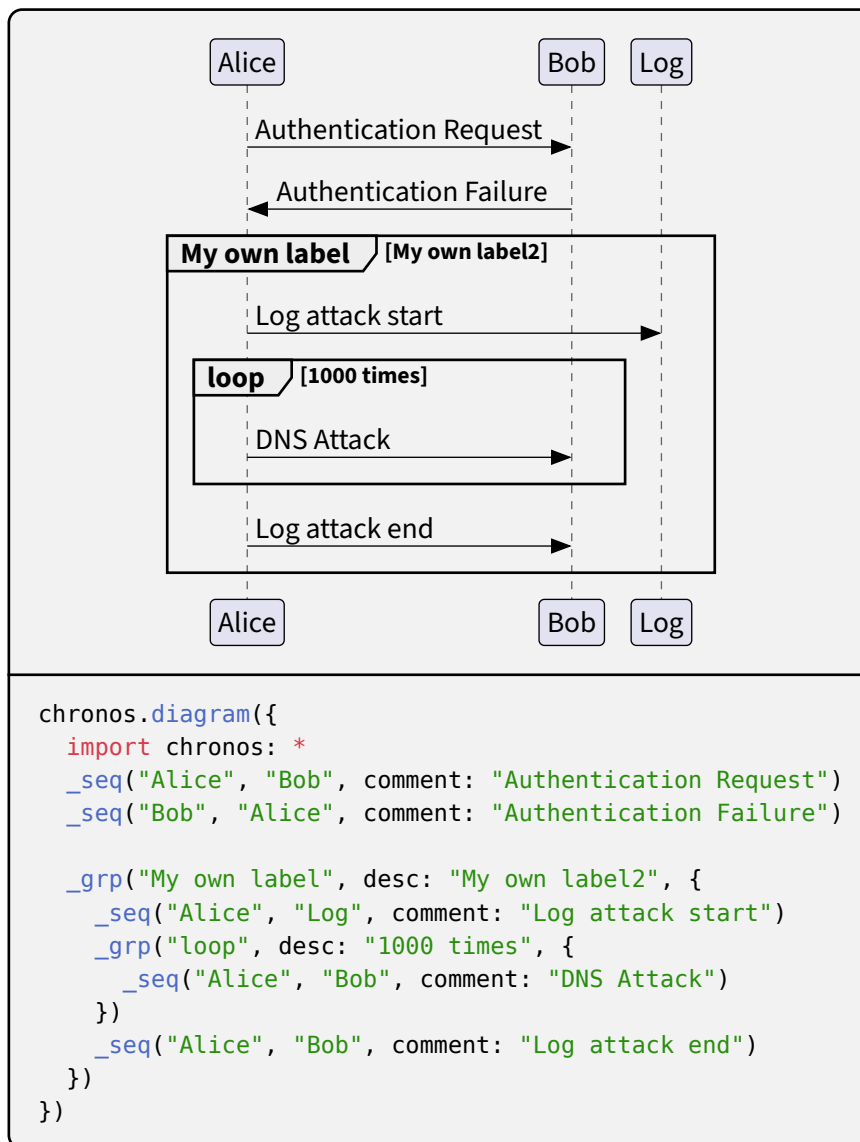 Alice Bob Log
Authentication Request
Authentication Failure
My own label [My own label2]
Log attack start
loop [1000 times]
DNS Attack
Log attack end
Alice Bob Log
chronos.diagram({
  import chronos: *
  _seq("Alice", "Bob", comment: "Authentication Request")
  _seq("Bob", "Alice", comment: "Authentication Failure")

  _grp("My own label", desc: "My own label2", {
    _seq("Alice", "Log", comment: "Log attack start")
    _grp("loop", desc: "1000 times", {
      _seq("Alice", "Bob", comment: "DNS Attack")
    })
    _seq("Alice", "Bob", comment: "Log attack end")
  })
})